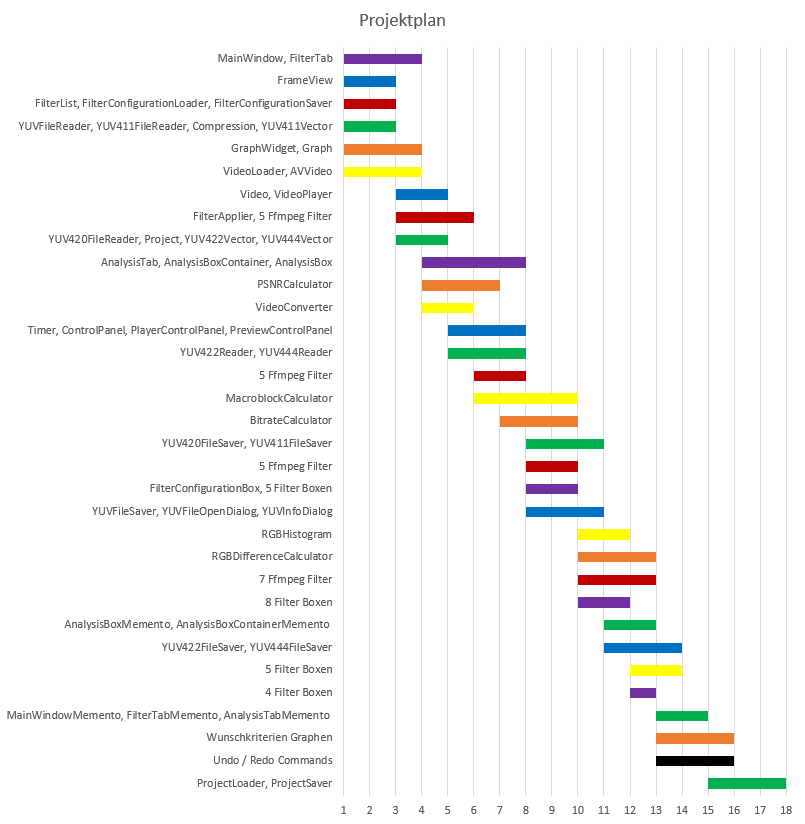 Projektplan
MainWindow, FilterTab
FrameView
FilterList, FilterConfigurationLoader, FilterConfigurationSaver
YUVFileReader, YUV411FileReader, Compression, YUV411Vector
GraphWidget, Graph
VideoLoader, AVVideo
Video, VideoPlayer
FilterApplier, 5 Ffmpeg Filter
YUV420FileReader, Project, YUV422Vector, YUV444Vector
AnalysisTab, AnalysisBoxContainer, AnalysisBox
PSNRCalculator
VideoConverter
Timer, ControlPanel, PlayerControlPanel, PreviewControlPanel
YUV422Reader, YUV444Reader
5 Ffmpeg Filter
MacroblockCalculator
BitrateCalculator
YUV420FileSaver, YUV411FileSaver
5 Ffmpeg Filter
FilterConfigurationBox, 5 Filter Boxen
YUVFileSaver, YUVFileOpenDialog, YUVInfoDialog
RGBHistogram
RGBDifferenceCalculator
7 Ffmpeg Filter
8 Filter Boxen
AnalysisBoxMemento, AnalysisBoxContainerMemento
YUV422FileSaver, YUV444FileSaver
5 Filter Boxen
4 Filter Boxen
MainWindowMemento, FilterTabMemento, AnalysisTabMemento
Wunschkriterien Graphen
Undo / Redo Commands
ProjectLoader, ProjectSaver
1 2 3 4 5 6 7 8 9 10 11 12 13 14 15 16 17 18